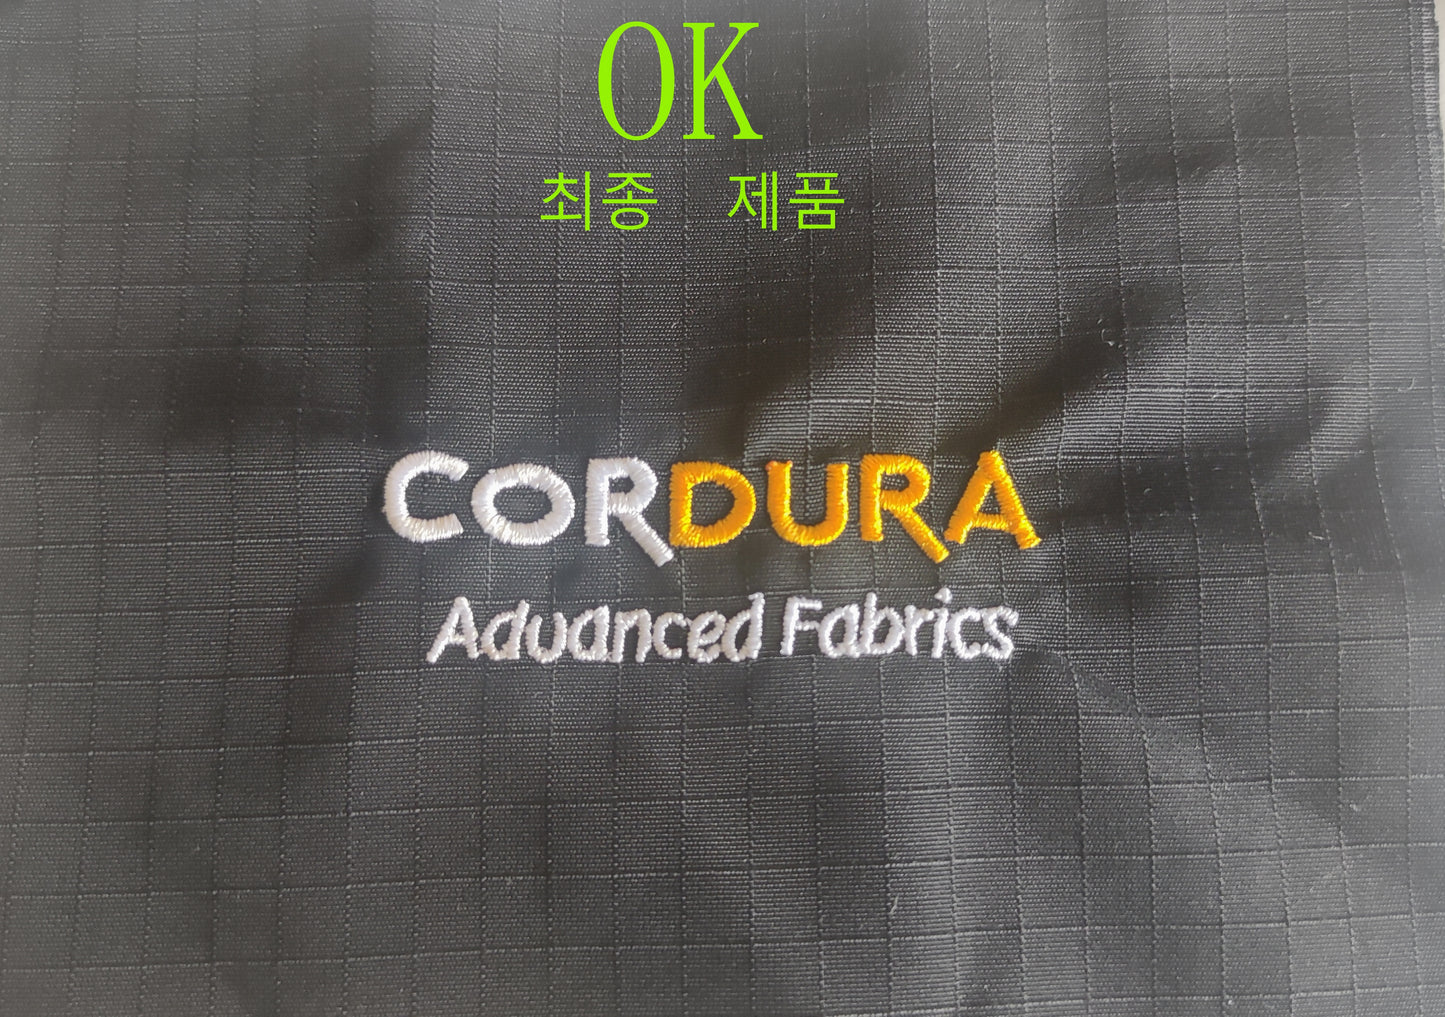 OK
최종 제품
CORDURA
Advanced Fabrics